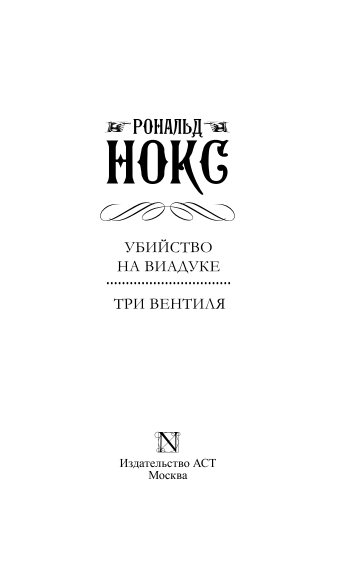 РОНАЛЬД
НОКС
УБИЙСТВО
НА ВИАДУКЕ
ТРИ ВЕНТИЛЯ
N
Издательство АСТ
Москва